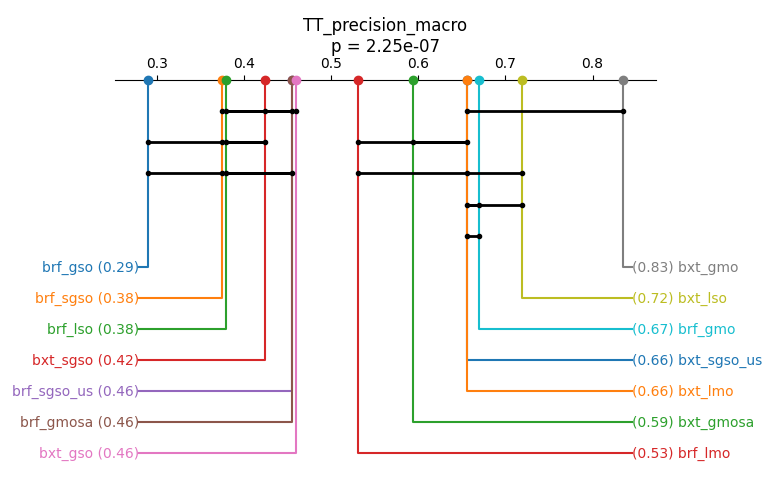 TT_precision_macro
p = 2.25e-07
0.3 0.4 0.5 0.6 0.7 0.8
brf_gso (0.29)
brf_sgso (0.38)
brf_lso (0.38)
bxt_sgso (0.42)
brf_sgso_us (0.46)
brf_gmosa (0.46)
bxt_gso (0.46)
(0.83) bxt_gmo
(0.72) bxt_lso
(0.67) brf_gmo
(0.66) bxt_sgso_us
(0.66) bxt_lmo
(0.59) bxt_gmosa
(0.53) brf_lmo